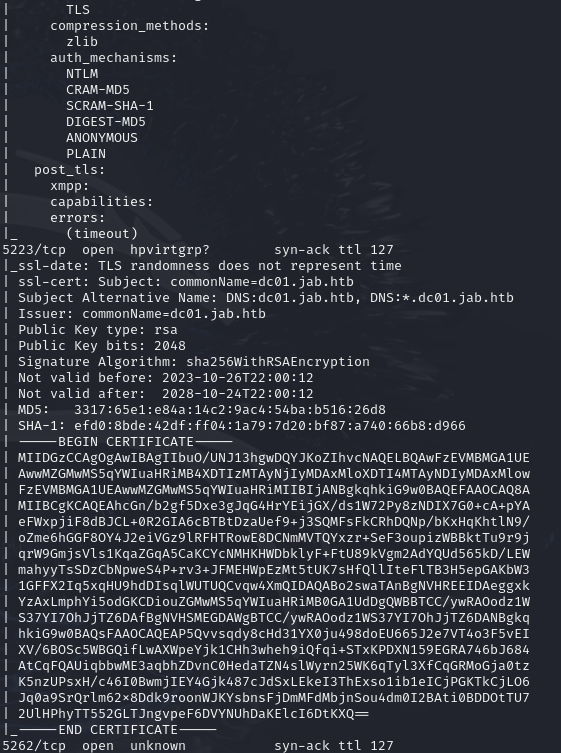 |       TLS
|     compression_methods:
|       zlib
|     auth_mechanisms:
|       NTLM
|       CRAM-MD5
|       SCRAM-SHA-1
|       DIGEST-MD5
|       ANONYMOUS
|       PLAIN
|   post_tls:
|     xmpp:
|     capabilities:
|     errors:
|_      (timeout)
5223/tcp  open  hpvirtgrp?          syn-ack ttl 127
|_ssl-date: TLS randomness does not represent time
| ssl-cert: Subject: commonName=dc01.jab.htb
| Subject Alternative Name: DNS:dc01.jab.htb, DNS:*.dc01.jab.htb
| Issuer: commonName=dc01.jab.htb
| Public Key type: rsa
| Public Key bits: 2048
| Signature Algorithm: sha256WithRSAEncryption
| Not valid before: 2023-10-26T22:00:12
| Not valid after:  2028-10-24T22:00:12
| MD5:   3317:65e1:e84a:14c2:9ac4:54ba:b516:26d8
| SHA-1: efd0:8bde:42df:ff04:1a79:7d20:bf87:a740:66b8:d966
| -----BEGIN CERTIFICATE-----
| MIIDGzCCAgOgAwIBAgIIbuO/UNJ13hgwDQYJKoZIhvcNAQELBQAwFzEVMBMGA1UE
| AwwMZGMwMS5qYWIuaHRiMB4XDTIzMTAyNjIyMDAxMloXDTI4MTAyNDIyMDAxMlow
| FzEVMBMGA1UEAwwMZGMwMS5qYWIuaHRiMIIBIjANBgkqhkiG9w0BAQEFAAOCAQ8A
| MIIBCgKCAQEAhcGn/b2gf5Dxe3gJqG4HrYEijGX/ds1W72Py8zNDIX7G0+cA+pYA
| eFWxpjiF8dBJCL+0R2GIA6cBTBtDzaUef9+j3SQMFsFkCRhDQNp/bKxHqKhtlN9/
| oZme6hGGF8OY4J2eiVGz9lRFHTRowE8DCNmMVTQYxzr+SeF3oupizWBBktTu9r9j
| qrW9GmjsVls1KqaZGqA5CaKCYcNMHKHWDbklyF+FtU89kVgm2AdYQUd565kD/LEW
| mahyyTsSDzCbNpweS4P+rv3+JFMEHWpEzMt5tUK7sHfQllIteFlTB3H5epGAKbW3
| 1GFFX2Iq5xqHU9hdDIsqlWUTUQCvqw4XmQIDAQABo2swaTAnBgNVHREEIDAeggxk
| YzAxLmphYi5odGKCDiouZGMwMS5qYWIuaHRiMB0GA1UdDgQWBBTCC/ywRAOodz1W
| S37YI7OhJjTZ6DAfBgNVHSMEGDAWgBTCC/ywRAOodz1WS37YI7OhJjTZ6DANBgkq
| hkiG9w0BAQsFAAOCAQEAP5Qvvsqdy8cHd31YX0ju498doEU665J2e7VT4o3F5vEI
| XV/6BOSc5WBGQifLwAXWpeYjk1CHh3wheh9iQfqi+STxKPDXN159EGRA746bJ684
| AtCqFQAUiqbbwME3aqbhZDvnC0HedaTZN4slWyrn25WK6qTyl3XfCqGRMoGja0tz
| K5nzUPsxH/c46I0BwmjIEY4Gjk487cJdSxLEkeI3ThExso1ib1eICjPGKTkCjLO6
| Jq0a9SrQrlm62×8Ddk9roonWJKYsbnsFjDmMFdMbjnSou4dm0I2BAti0BDDOtTU7
| 2UlHPhyTT552GLTJngvpeF6DVYNUhDaKElcI6DtKXQ==
|_-----END CERTIFICATE-----
5262/tcp  open  unknown             syn-ack ttl 127